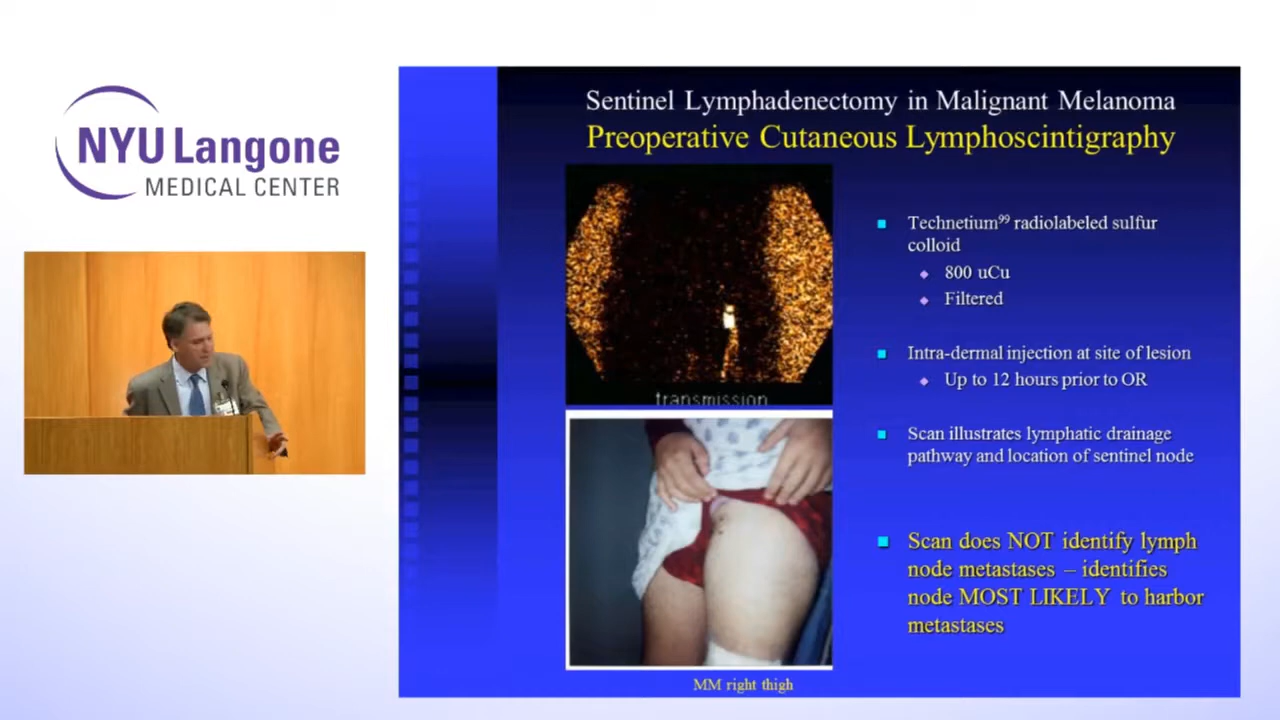 NYU Langone
MEDICAL CENTER
Sentinel Lymphadenectomy in Malignant Melanoma
Preoperative Cutaneous Lymphoscintigraphy
Technetium⁹⁹ radiolabeled sulfur
colloid
800 uCu
Filtered
Intra-dermal injection at site of lesion
Up to 12 hours prior to OR
Scan illustrates lymphatic drainage
pathway and location of sentinel node
Scan does NOT identify lymph
node metastases – identifies
node MOST LIKELY to harbor
metastases
transmission
MM right thigh